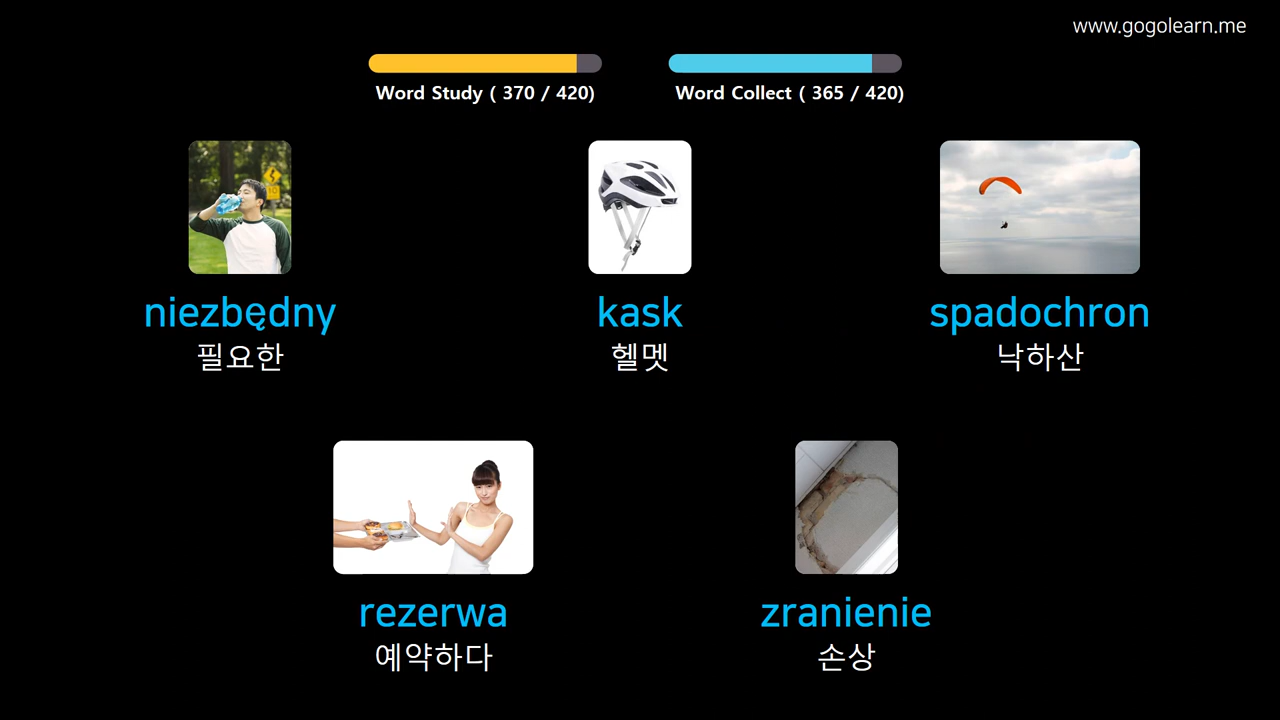 www.gogolearn.me
Word Study ( 370 / 420)
Word Collect ( 365 / 420)
niezbędny
필요한
kask
헬멧
spadochron
낙하산
rezerwa
예약하다
zranienie
손상